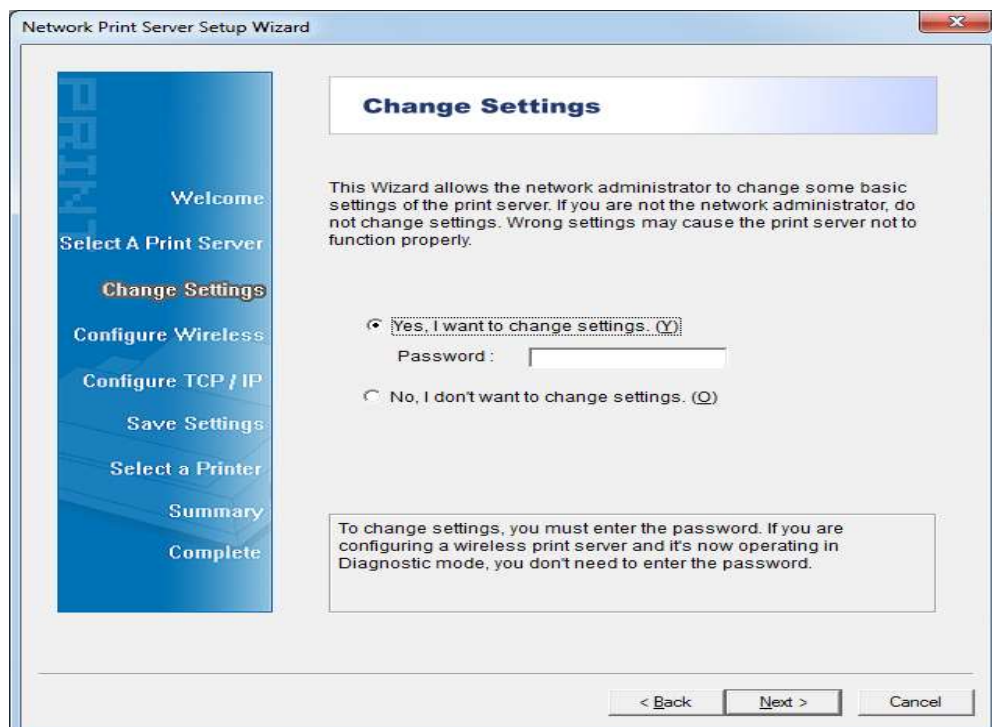 Network Print Server Setup Wizard
PRINT
Welcome
Select A Print Server
Change Settings
Configure Wireless
Configure TCP / IP
Save Settings
Select a Printer
Summary
Complete
Change Settings
This Wizard allows the network administrator to change some basic
settings of the print server. If you are not the network administrator, do
not change settings. Wrong settings may cause the print server not to
function properly.
Yes, I want to change settings. (Y)
Password :
No, I don't want to change settings. (O)
To change settings, you must enter the password. If you are
configuring a wireless print server and it's now operating in
Diagnostic mode, you don't need to enter the password.
< Back
Next >
Cancel